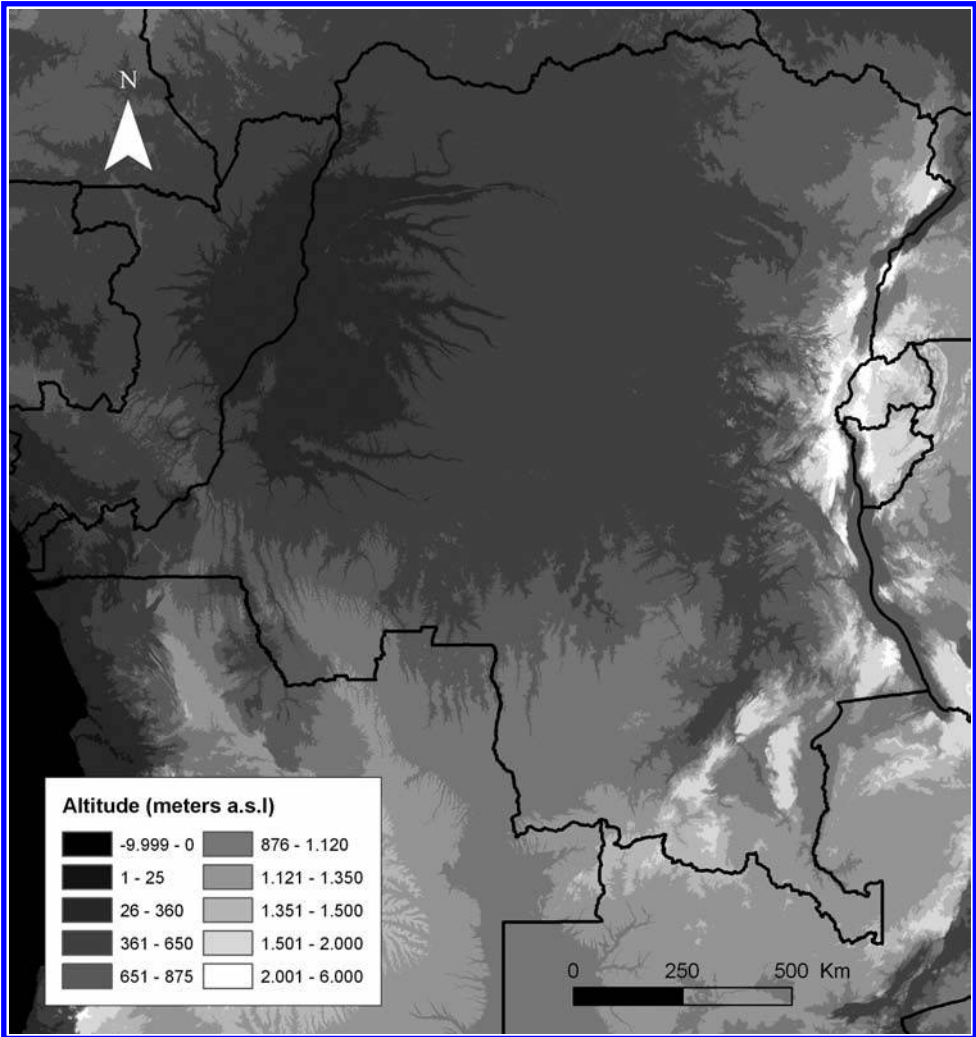 N
Altitude (meters a.s.l)
-9.999 - 0
1 - 25
26 - 360
361 - 650
651 - 875
876 - 1.120
1.121 - 1.350
1.351 - 1.500
1.501 - 2.000
2.001 - 6.000
0 250 500 Km